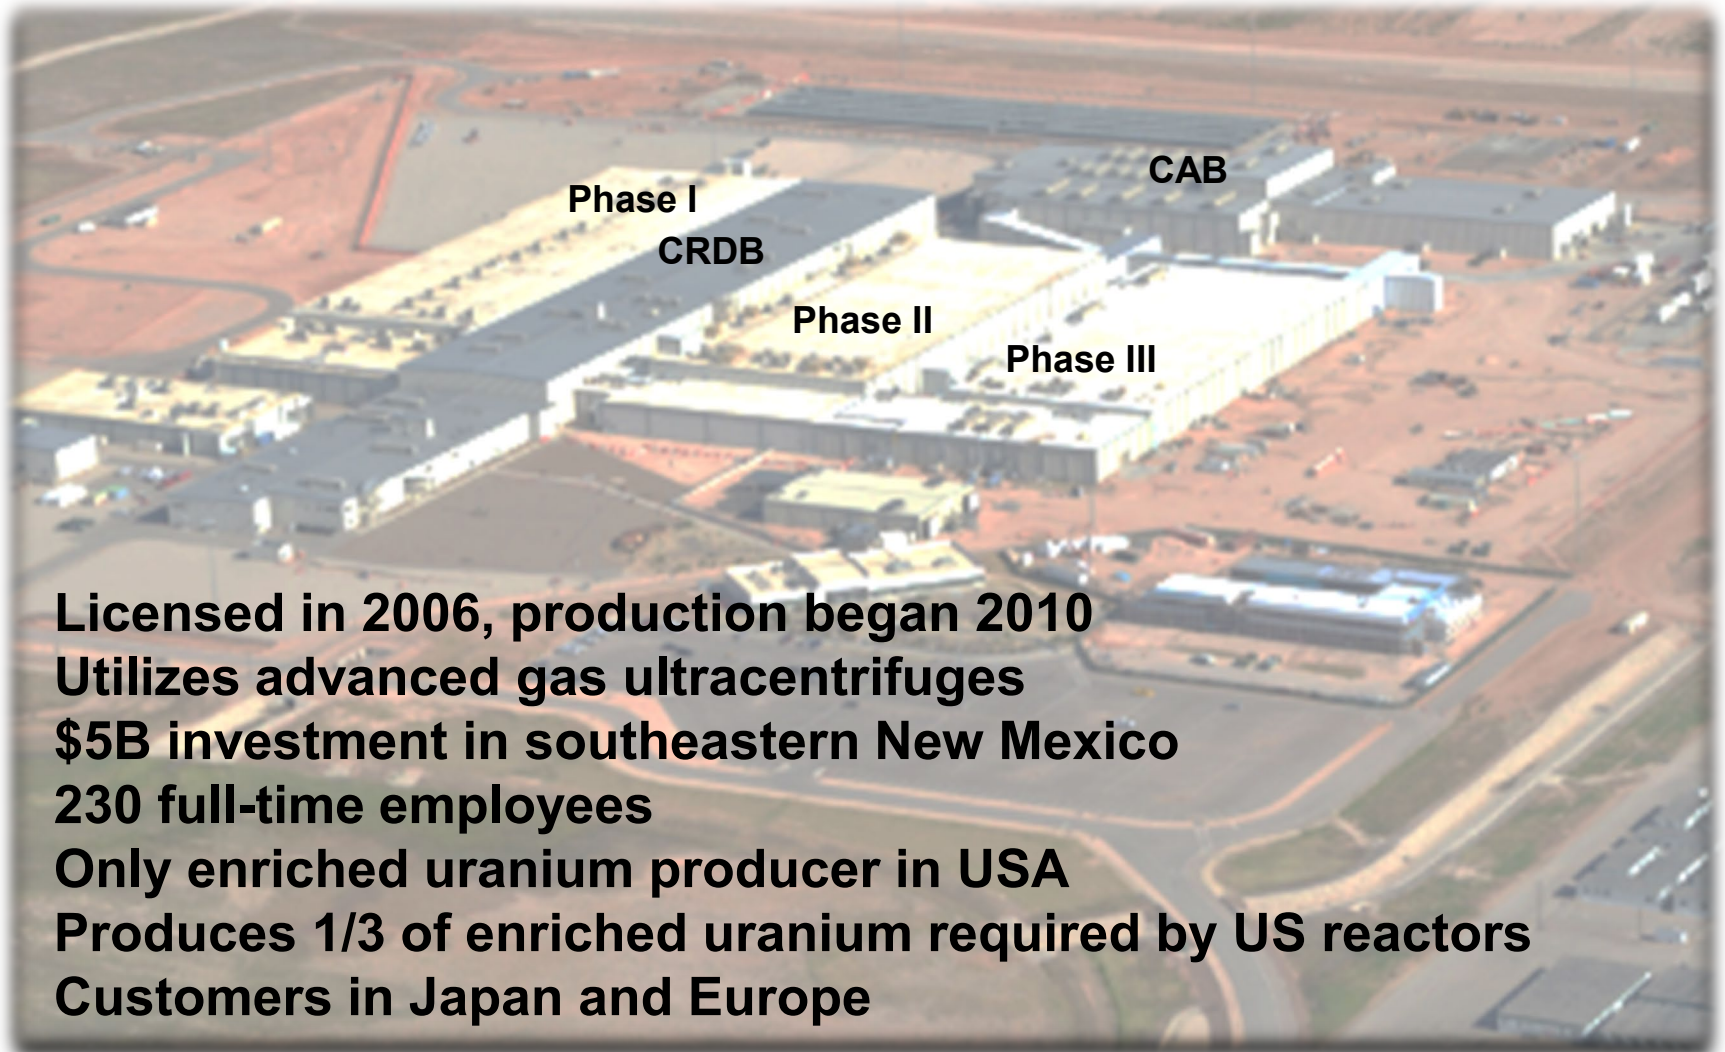 CAB
Phase I
CRDB
Phase II
Phase III
Licensed in 2006, production began 2010
Utilizes advanced gas ultracentrifuges
$5B investment in southeastern New Mexico
230 full-time employees
Only enriched uranium producer in USA
Produces 1/3 of enriched uranium required by US reactors
Customers in Japan and Europe